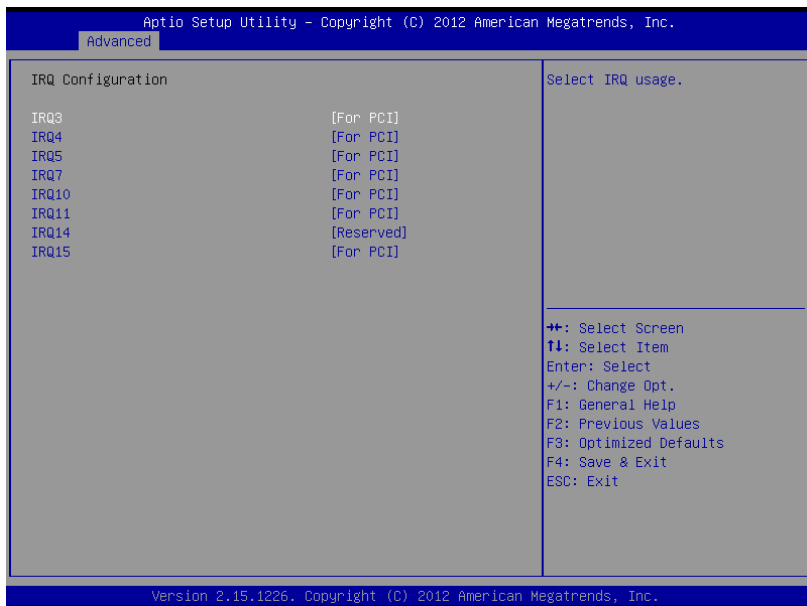 Aptio Setup Utility – Copyright (C) 2012 American Megatrends, Inc.
Advanced
IRQ Configuration
IRQ3 [For PCI]
IRQ4 [For PCI]
IRQ5 [For PCI]
IRQ7 [For PCI]
IRQ10 [For PCI]
IRQ11 [For PCI]
IRQ14 [Reserved]
IRQ15 [For PCI]
Select IRQ usage.
→←: Select Screen
↑↓: Select Item
Enter: Select
+/-: Change Opt.
F1: General Help
F2: Previous Values
F3: Optimized Defaults
F4: Save & Exit
ESC: Exit
Version 2.15.1226. Copyright (C) 2012 American Megatrends, Inc.